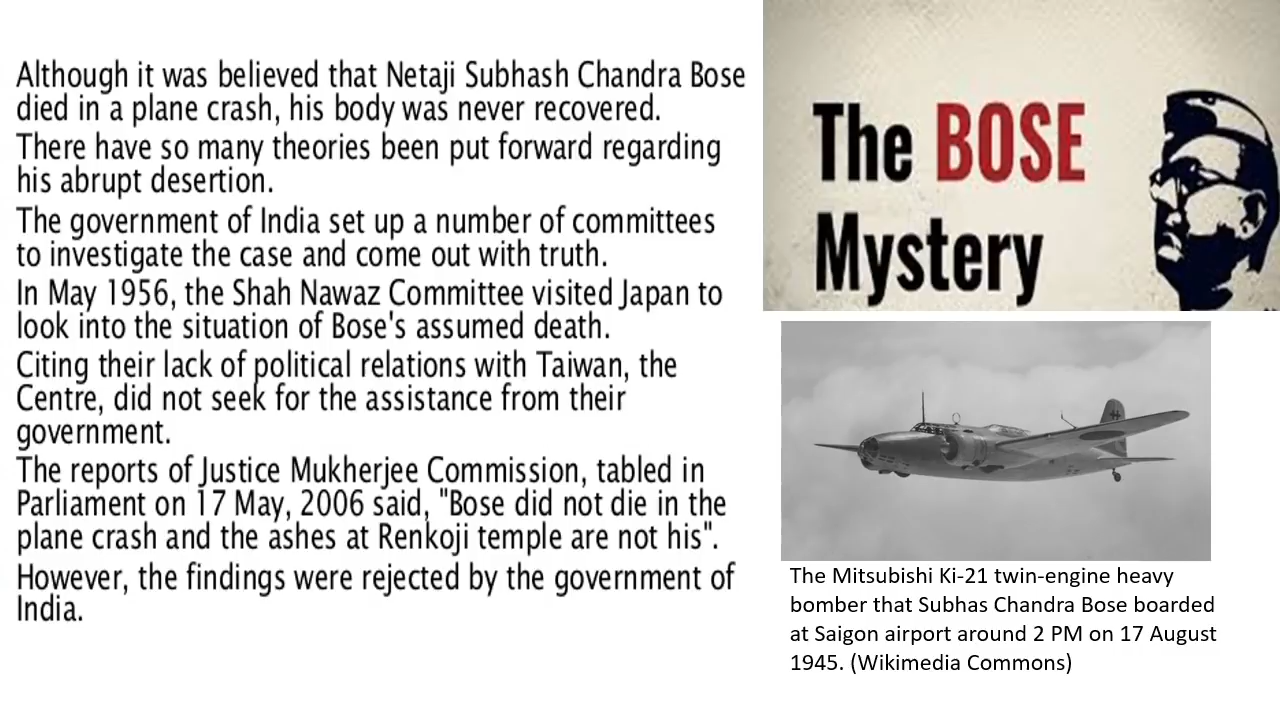 Although it was believed that Netaji Subhash Chandra Bose
died in a plane crash, his body was never recovered.
There have so many theories been put forward regarding
his abrupt desertion.
The government of India set up a number of committees
to investigate the case and come out with truth.
In May 1956, the Shah Nawaz Committee visited Japan to
look into the situation of Bose's assumed death.
Citing their lack of political relations with Taiwan, the
Centre, did not seek for the assistance from their
government.
The reports of Justice Mukherjee Commission, tabled in
Parliament on 17 May, 2006 said, "Bose did not die in the
plane crash and the ashes at Renkoji temple are not his".
However, the findings were rejected by the government of
India.
The BOSE
Mystery
The Mitsubishi Ki-21 twin-engine heavy
bomber that Subhas Chandra Bose boarded
at Saigon airport around 2 PM on 17 August
1945. (Wikimedia Commons)